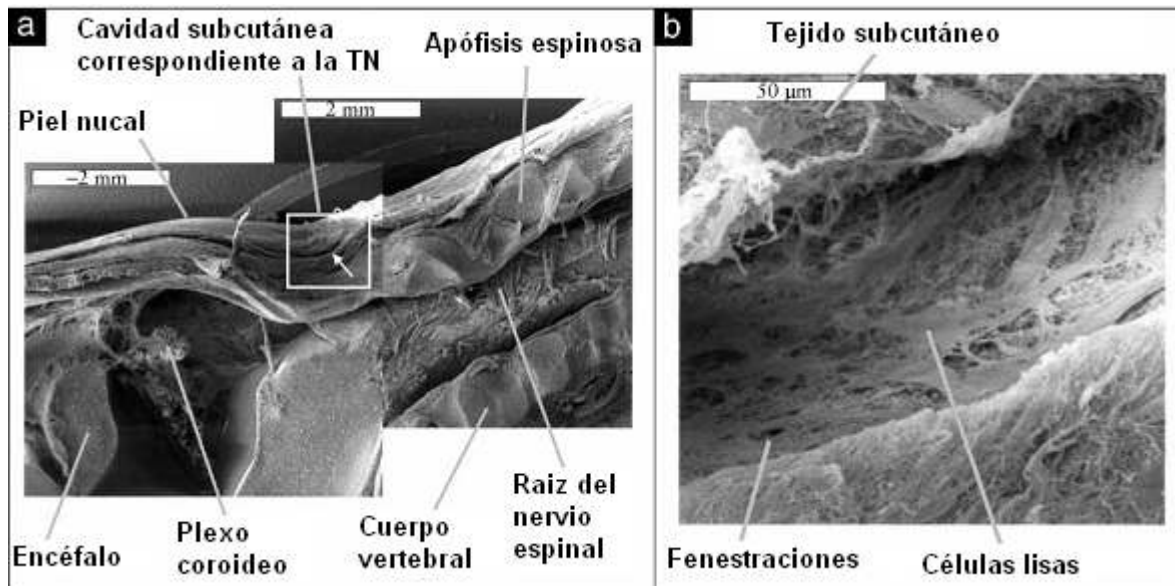 a
Cavidad subcutánea
correspondiente a la TN
Apófisis espinosa
Piel nucal
2 mm
−2 mm
Encéfalo
Plexo
coroideo
Cuerpo
vertebral
Raiz del
nervio
espinal
b
Tejido subcutáneo
50 µm
Fenestraciones
Células lisas